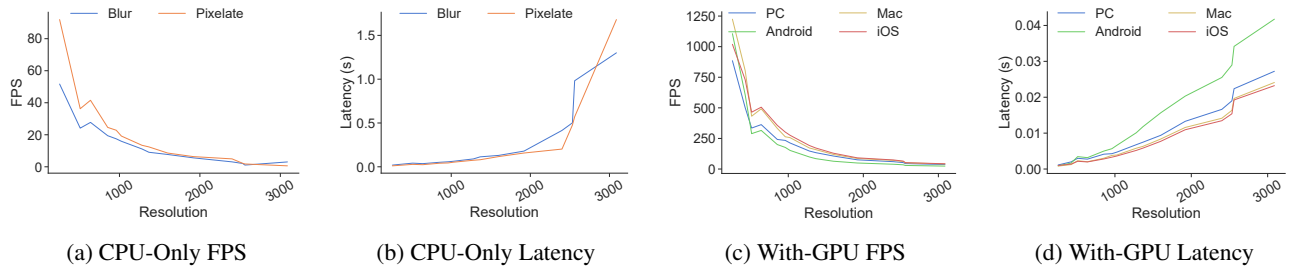 Blur Pixelate
FPS
80
60
40
20
0
1000 2000 3000
Resolution
(a) CPU-Only FPS
Blur Pixelate
Latency (s)
1.5
1.0
0.5
0.0
1000 2000 3000
Resolution
(b) CPU-Only Latency
PC Mac
Android iOS
FPS
1250
1000
750
500
250
0
1000 2000 3000
Resolution
(c) With-GPU FPS
PC Mac
Android iOS
Latency (s)
0.04
0.03
0.02
0.01
0.00
1000 2000 3000
Resolution
(d) With-GPU Latency